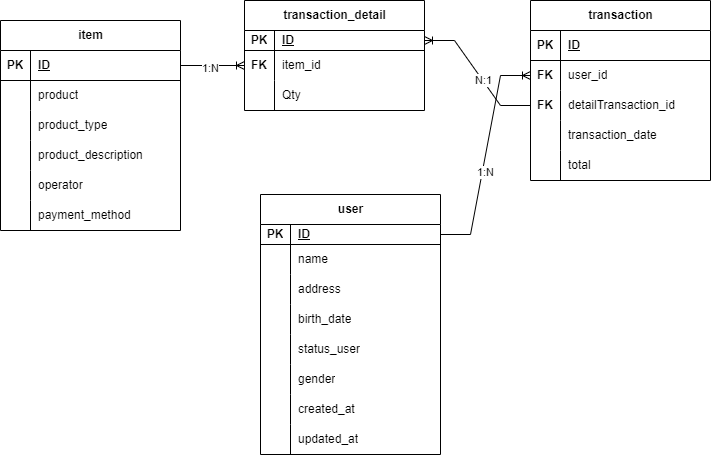 item
PK ID
product
product_type
product_description
operator
payment_method
1:N
transaction_detail
PK ID
FK item_id
Qty
N:1
transaction
PK ID
FK user_id
FK detailTransaction_id
transaction_date
total
1:N
user
PK ID
name
address
birth_date
status_user
gender
created_at
updated_at